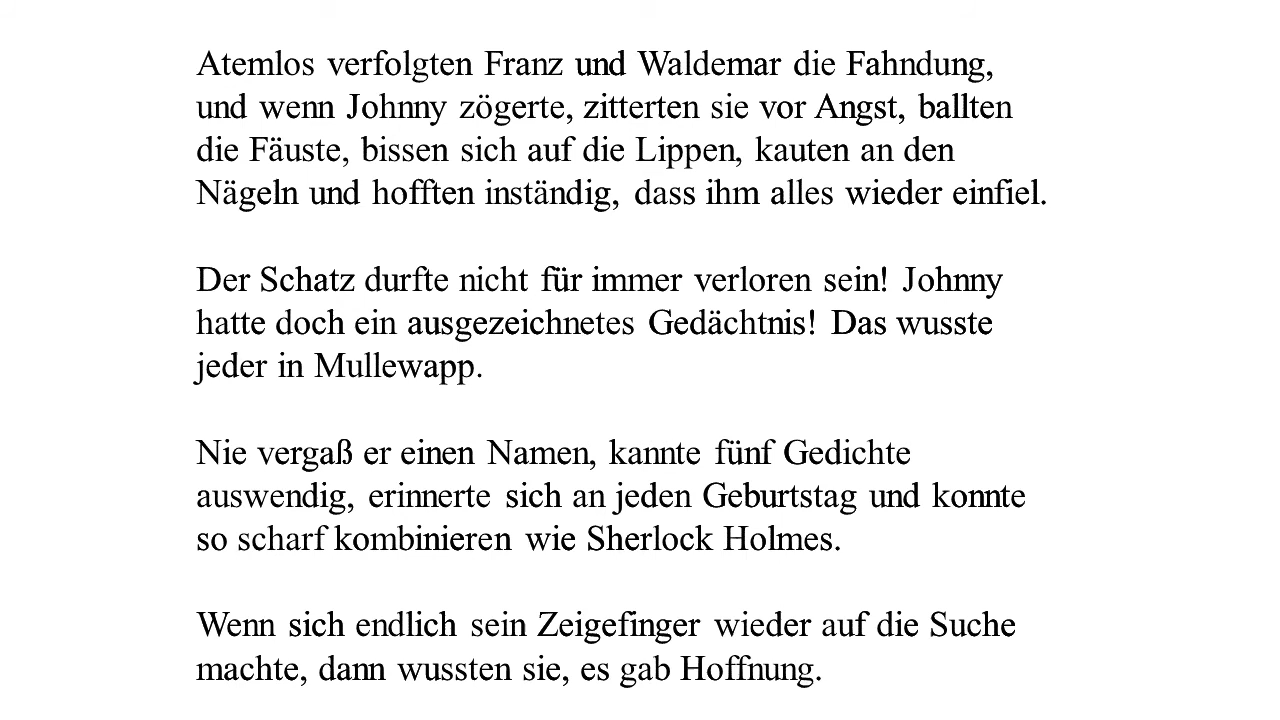 Atemlos verfolgten Franz und Waldemar die Fahndung,
und wenn Johnny zögerte, zitterten sie vor Angst, ballten
die Fäuste, bissen sich auf die Lippen, kauten an den
Nägeln und hofften inständig, dass ihm alles wieder einfiel.
Der Schatz durfte nicht für immer verloren sein! Johnny
hatte doch ein ausgezeichnetes Gedächtnis! Das wusste
jeder in Mullewapp.
Nie vergaß er einen Namen, kannte fünf Gedichte
auswendig, erinnerte sich an jeden Geburtstag und konnte
so scharf kombinieren wie Sherlock Holmes.
Wenn sich endlich sein Zeigefinger wieder auf die Suche
machte, dann wussten sie, es gab Hoffnung.